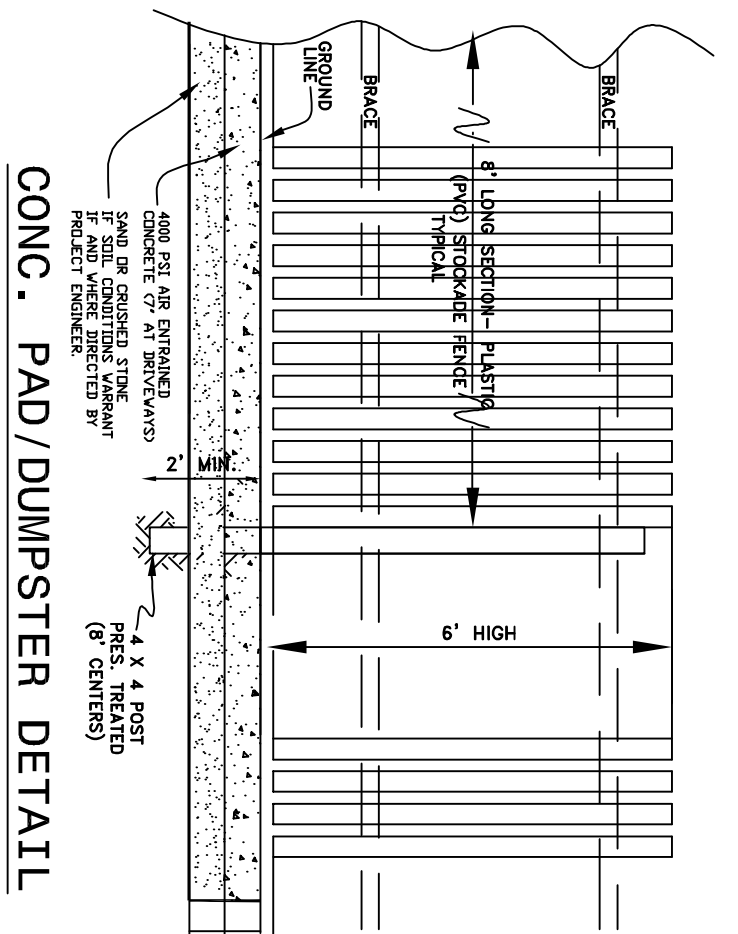 BRACE
BRACE
8' LONG SECTION- PLASTIC
(PVC) STOCKADE FENCE
TYPICAL
GROUND
LINE
6' HIGH
2' MIN.
4000 PSI AIR ENTRAINED
CONCRETE (7" AT DRIVEWAYS)
SAND OR CRUSHED STONE
IF SOIL CONDITIONS WARRANT
IF AND WHERE DIRECTED BY
PROJECT ENGINEER.
4 X 4 POST
PRES. TREATED
(8' CENTERS)
CONC. PAD/DUMPSTER DETAIL